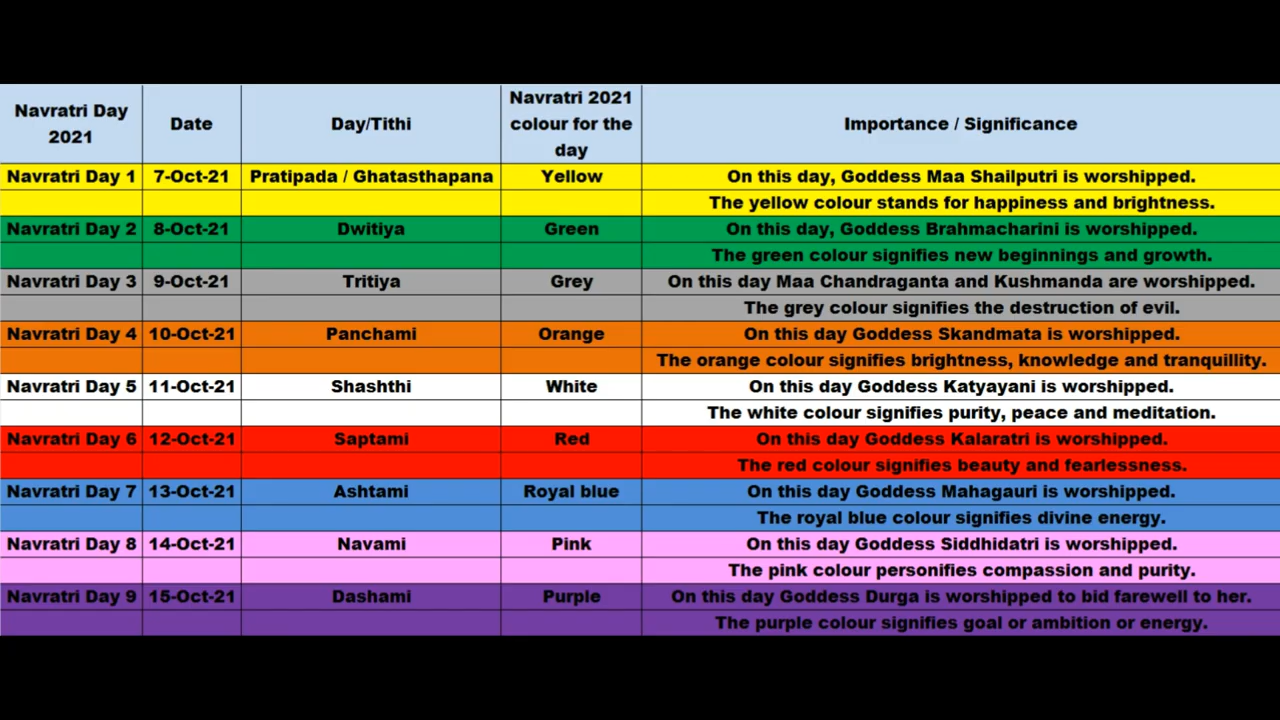 Navratri Day 2021 Date Day/Tithi Navratri 2021 colour for the day Importance / Significance
Navratri Day 1 7-Oct-21 Pratipada / Ghatasthapana Yellow On this day, Goddess Maa Shailputri is worshipped.
The yellow colour stands for happiness and brightness.
Navratri Day 2 8-Oct-21 Dwitiya Green On this day, Goddess Brahmacharini is worshipped.
The green colour signifies new beginnings and growth.
Navratri Day 3 9-Oct-21 Tritiya Grey On this day Maa Chandraganta and Kushmanda are worshipped.
The grey colour signifies the destruction of evil.
Navratri Day 4 10-Oct-21 Panchami Orange On this day Goddess Skandmata is worshipped.
The orange colour signifies brightness, knowledge and tranquillity.
Navratri Day 5 11-Oct-21 Shashthi White On this day Goddess Katyayani is worshipped.
The white colour signifies purity, peace and meditation.
Navratri Day 6 12-Oct-21 Saptami Red On this day Goddess Kalaratri is worshipped.
The red colour signifies beauty and fearlessness.
Navratri Day 7 13-Oct-21 Ashtami Royal blue On this day Goddess Mahagauri is worshipped.
The royal blue colour signifies divine energy.
Navratri Day 8 14-Oct-21 Navami Pink On this day Goddess Siddhidatri is worshipped.
The pink colour personifies compassion and purity.
Navratri Day 9 15-Oct-21 Dashami Purple On this day Goddess Durga is worshipped to bid farewell to her.
The purple colour signifies goal or ambition or energy.